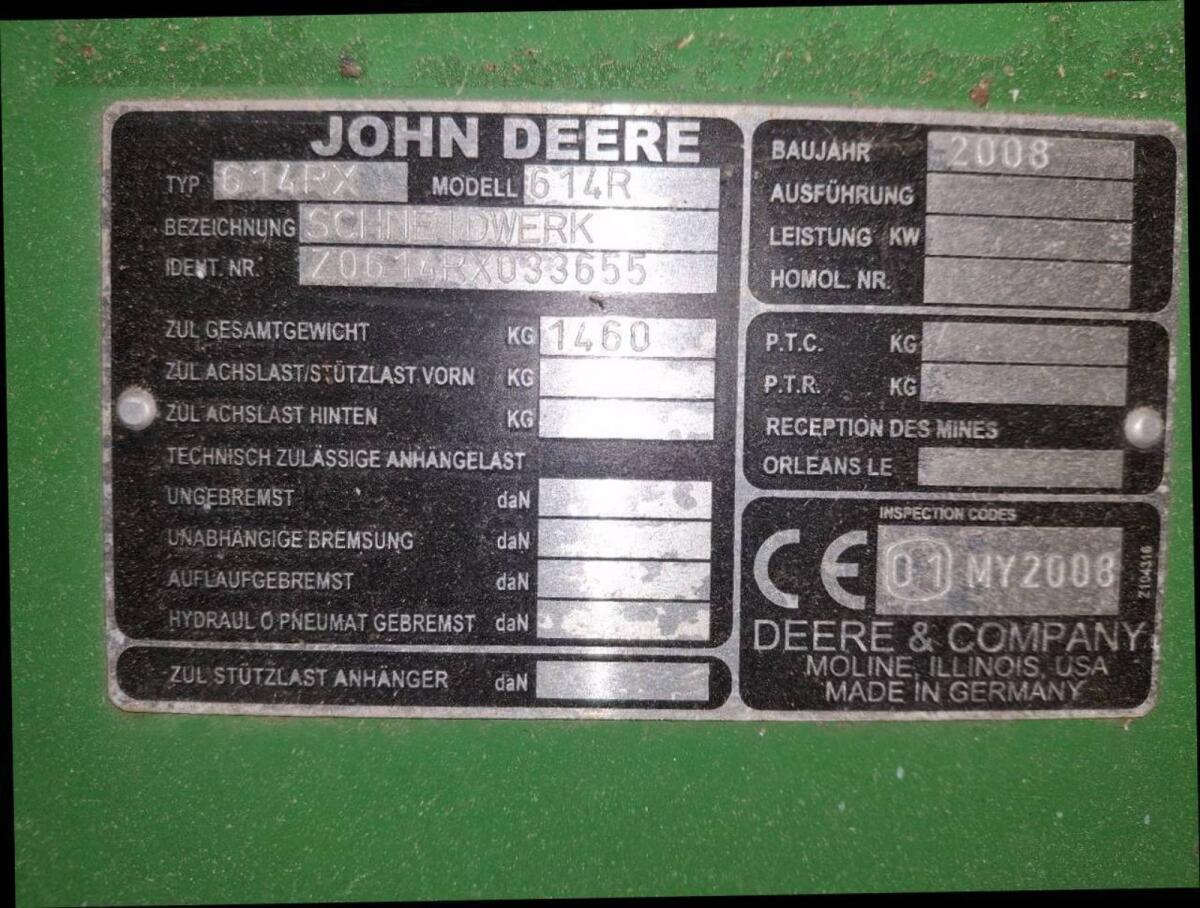 JOHN DEERE
TYP 614RX MODELL 614R
BEZEICHNUNG SCHNEIDWERK
IDENT. NR. Z0614RX033655
ZUL GESAMTGEWICHT KG 1460
ZUL ACHSLAST/STÜTZLAST VORN KG
ZUL ACHSLAST HINTEN KG
TECHNISCH ZULÄSSIGE ANHANGELAST
UNGEBREMST daN
UNABHÄNGIGE BREMSUNG daN
AUFLAUFGEBREMST daN
HYDRAUL O PNEUMAT GEBREMST daN
ZUL STÜTZLAST ANHÄNGER daN
BAUJAHR 2008
AUSFÜHRUNG
LEISTUNG KW
HOMOL. NR.
P.T.C. KG
P.T.R. KG
RECEPTION DES MINES
ORLEANS LE
INSPECTION CODES
CE 01 MY2008
Z104316
DEERE & COMPANY
MOLINE, ILLINOIS, USA
MADE IN GERMANY